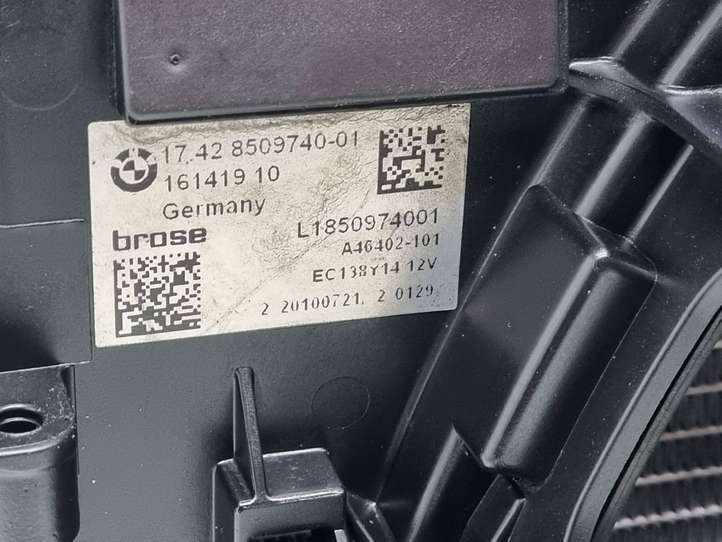 17.42 8509740-01
161419 10
Germany
brose
L1850974001
A46402-101
EC138Y14 12V
2 20100721. 2 0129